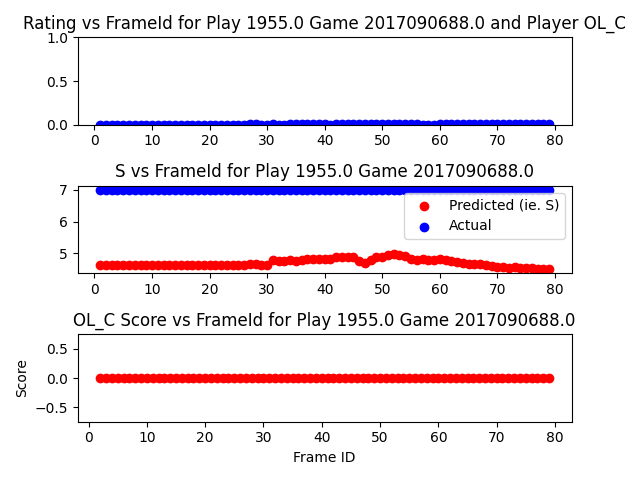 Rating vs FrameId for Play 1955.0 Game 2017090688.0 and Player OL_C
1.0
0.5
0.0
0 10 20 30 40 50 60 70 80
S vs FrameId for Play 1955.0 Game 2017090688.0
7
6
5
Predicted (ie. S)
Actual
0 10 20 30 40 50 60 70 80
OL_C Score vs FrameId for Play 1955.0 Game 2017090688.0
Score
0.5
0.0
−0.5
0 10 20 30 40 50 60 70 80
Frame ID